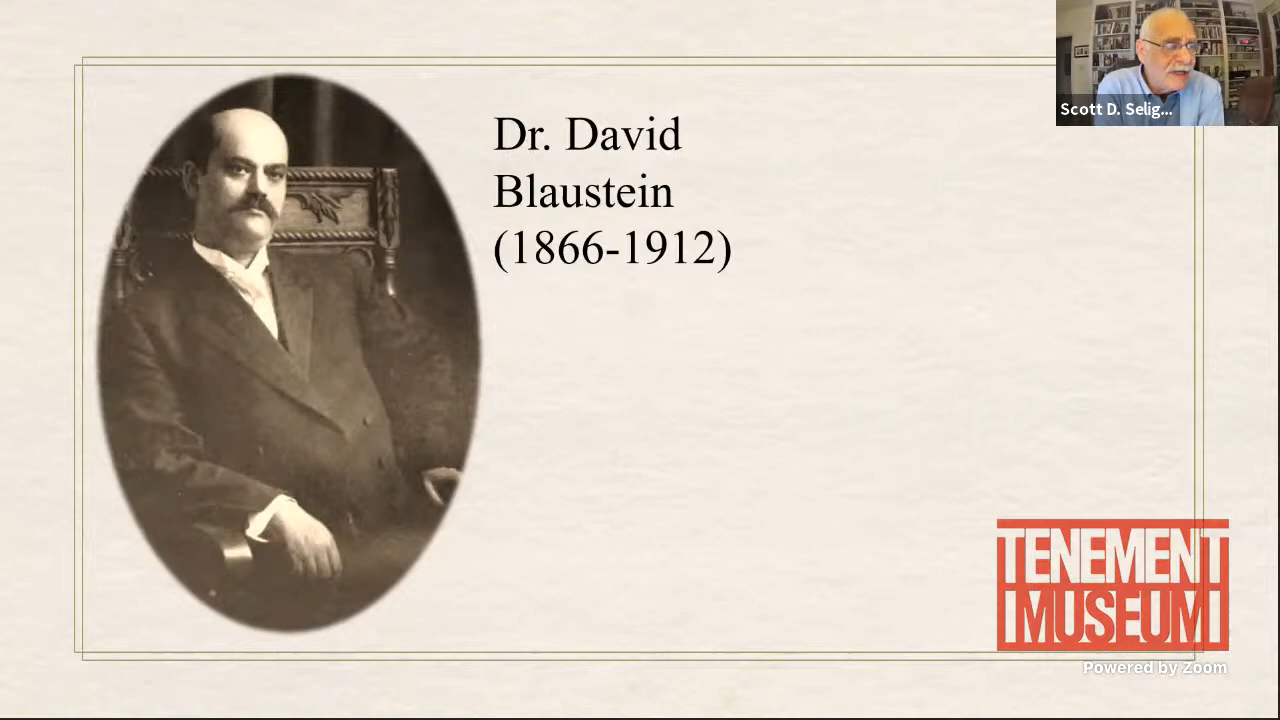 Dr. David
Blaustein
(1866-1912)
Scott D. Selig...
TENEMENT
MUSEUM
Powered by Zoom